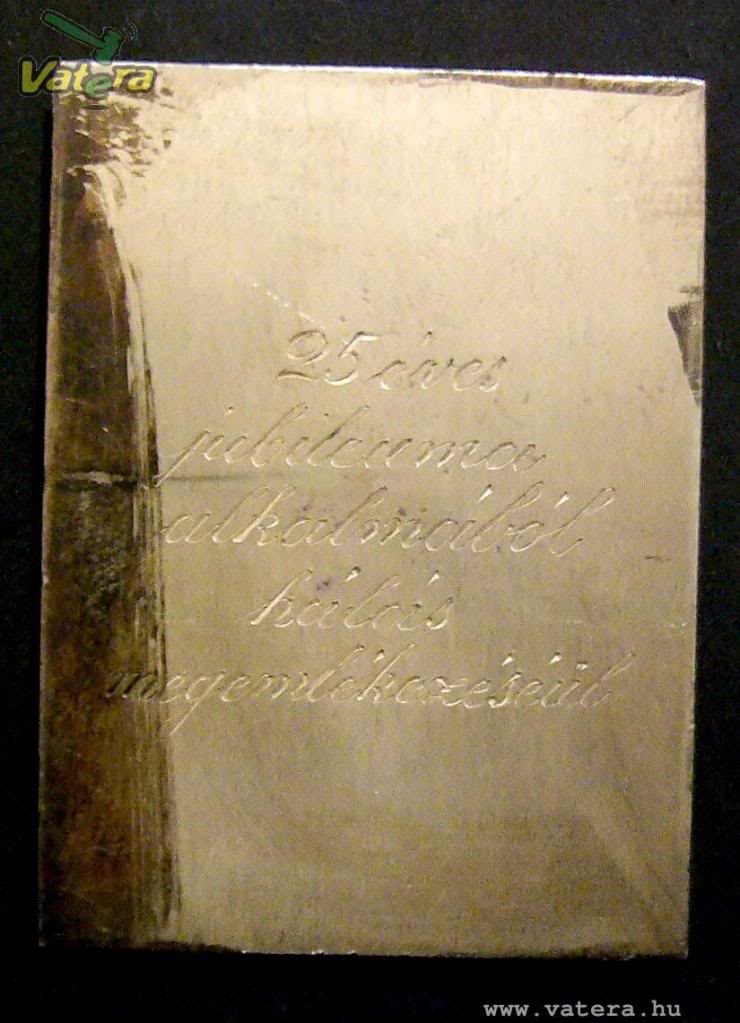 Vatera
25 éves
jubileuma
alkalmából
hálás
megemlékezéséül
www.vatera.hu